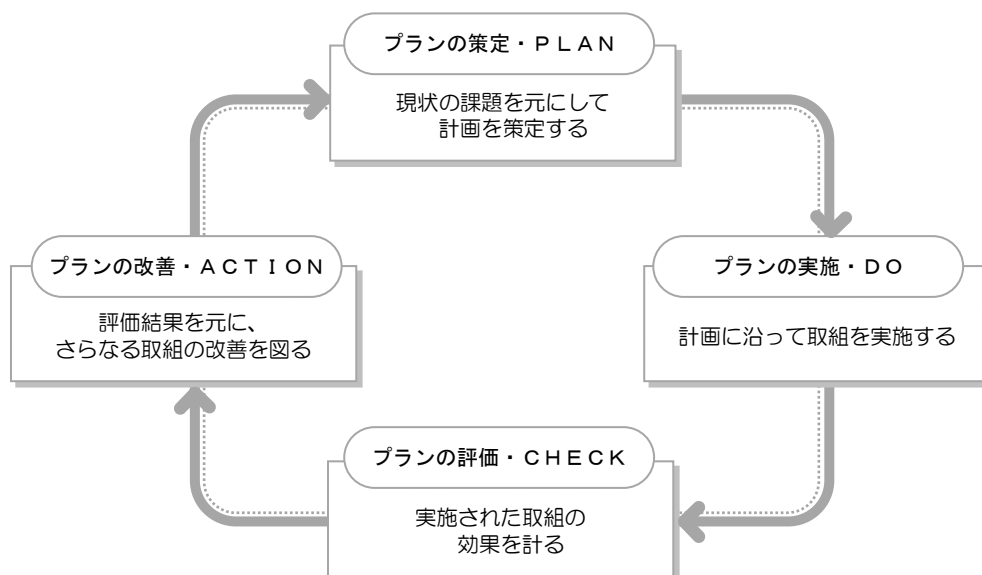 プランの策定・ＰＬＡＮ
現状の課題を元にして
計画を策定する
プランの改善・ＡＣＴＩＯＮ
評価結果を元に、
さらなる取組の改善を図る
プランの実施・ＤＯ
計画に沿って取組を実施する
プランの評価・ＣＨＥＣＫ
実施された取組の
効果を計る